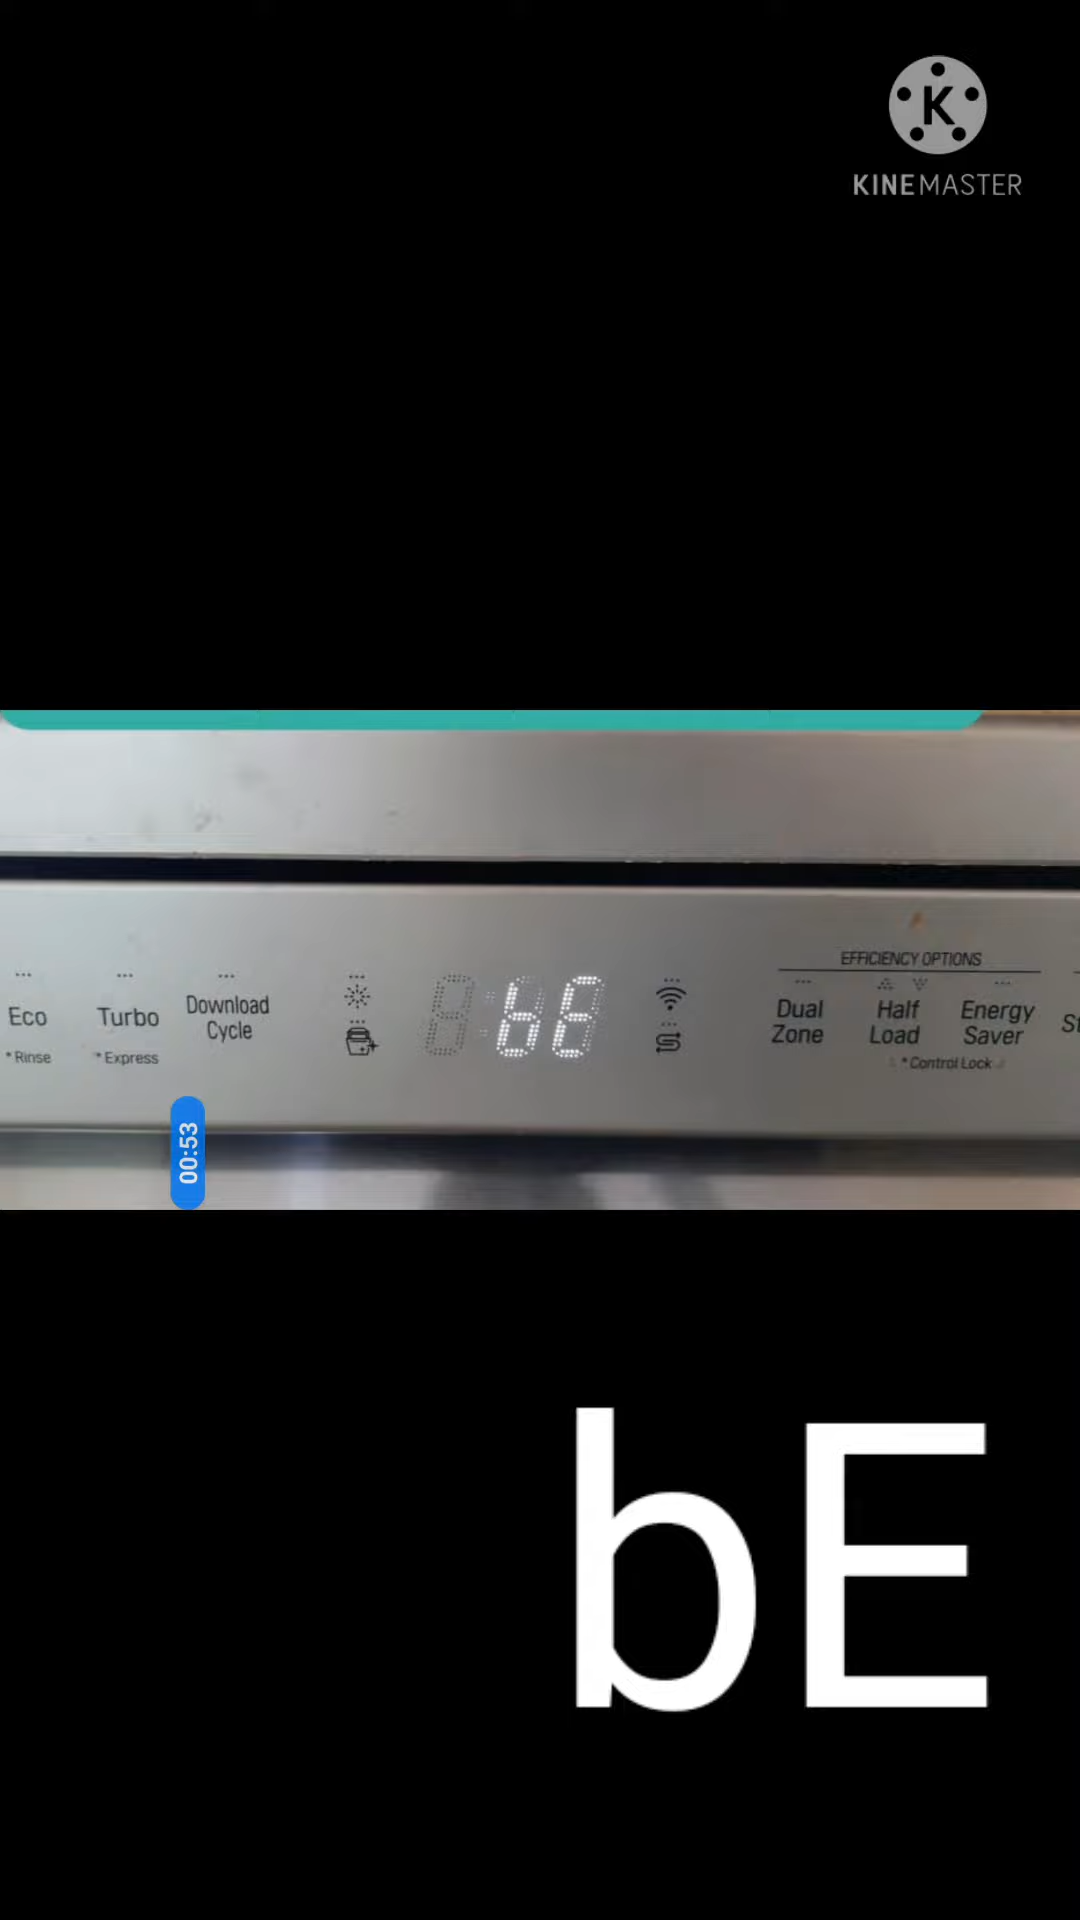 KINEMASTER
EFFICIENCY OPTIONS
Eco
* Rinse
Turbo
* Express
Download
Cycle
bE
Dual
Zone
Half
Load
Energy
Saver
* Control Lock
00:53
bE